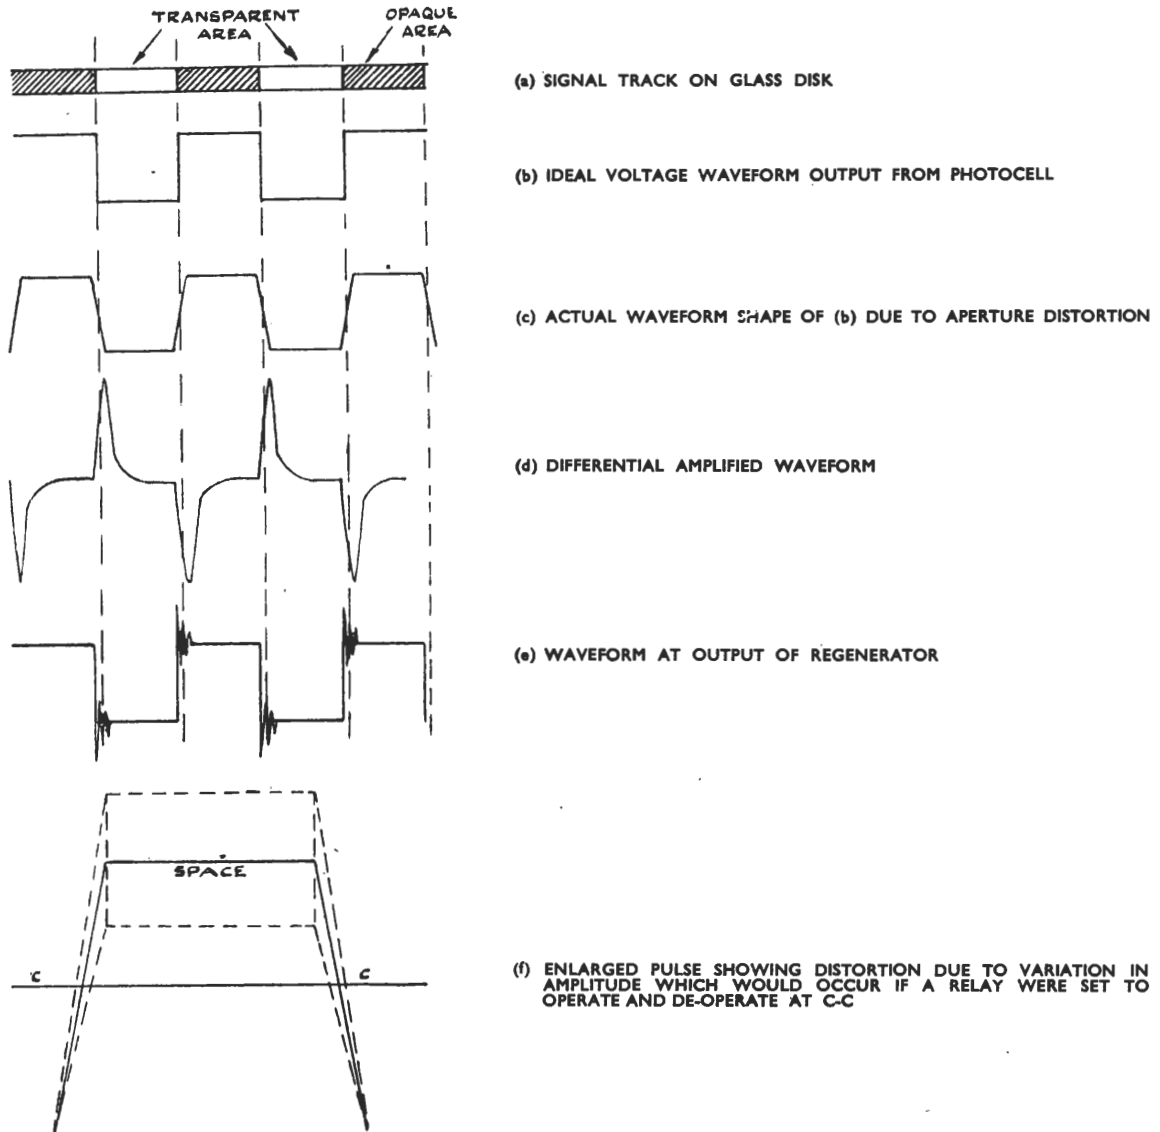 TRANSPARENT AREA
OPAQUE AREA
(a) SIGNAL TRACK ON GLASS DISK
(b) IDEAL VOLTAGE WAVEFORM OUTPUT FROM PHOTOCELL
(c) ACTUAL WAVEFORM SHAPE OF (b) DUE TO APERTURE DISTORTION
(d) DIFFERENTIAL AMPLIFIED WAVEFORM
(e) WAVEFORM AT OUTPUT OF REGENERATOR
SPACE
C
C
(f) ENLARGED PULSE SHOWING DISTORTION DUE TO VARIATION IN
AMPLITUDE WHICH WOULD OCCUR IF A RELAY WERE SET TO
OPERATE AND DE-OPERATE AT C-C